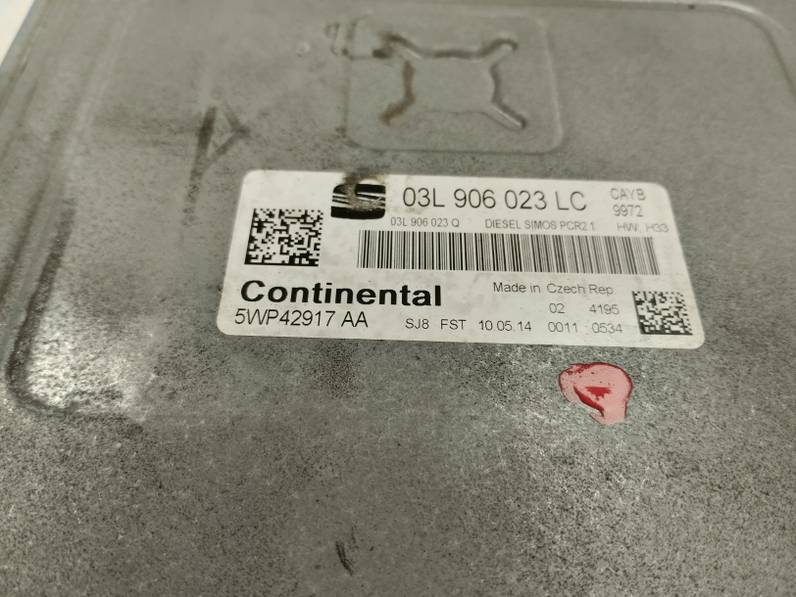 03L 906 023 LC CAYB
9972
03L 906 023 Q DIESEL SIMOS PCR2.1 HW: H33
Continental Made in Czech Rep
02 4195
5WP42917 AA SJ8 FST 10.05.14 0011 0534